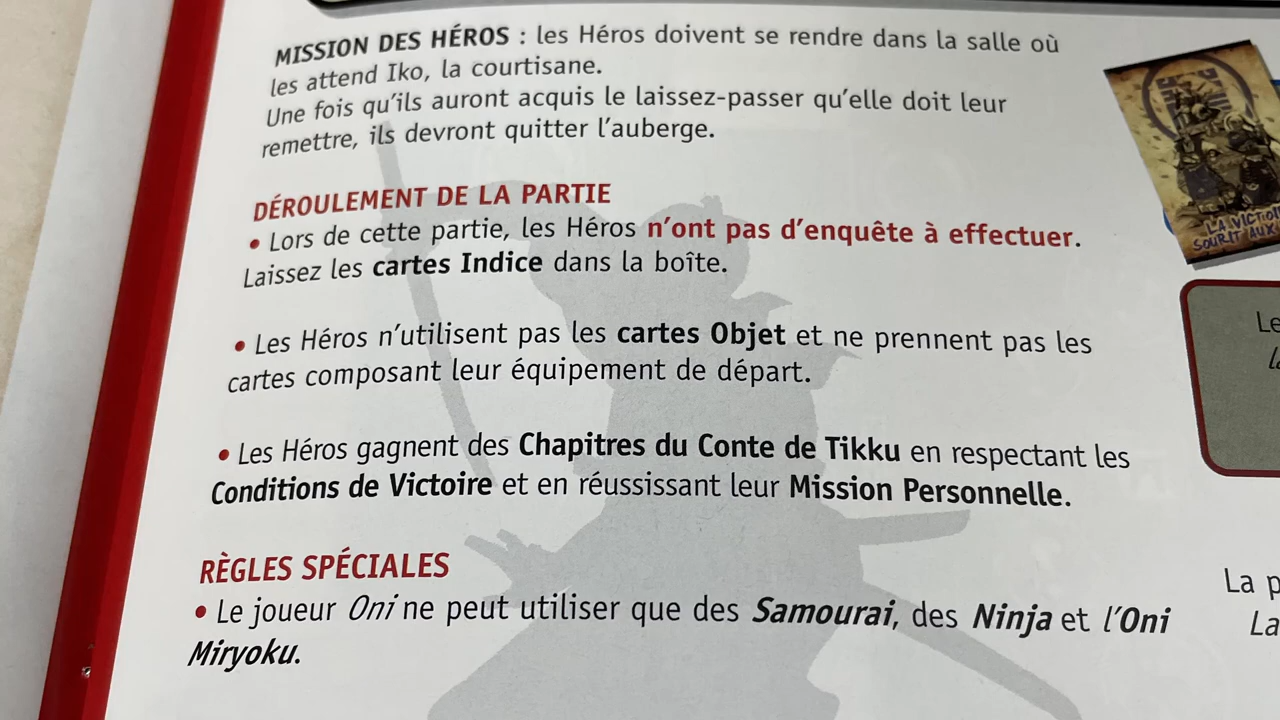 MISSION DES HÉROS : les Héros doivent se rendre dans la salle où
les attend Iko, la courtisane.
Une fois qu'ils auront acquis le laissez-passer qu'elle doit leur
remettre, ils devront quitter l'auberge.
DÉROULEMENT DE LA PARTIE
• Lors de cette partie, les Héros n'ont pas d'enquête à effectuer.
Laissez les cartes Indice dans la boîte.
• Les Héros n'utilisent pas les cartes Objet et ne prennent pas les
cartes composant leur équipement de départ.
• Les Héros gagnent des Chapitres du Conte de Tikku en respectant les
Conditions de Victoire et en réussissant leur Mission Personnelle.
RÈGLES SPÉCIALES
• Le joueur Oni ne peut utiliser que des Samourai, des Ninja et l'Oni
Miryoku.
SOURIT AUX
Le
La